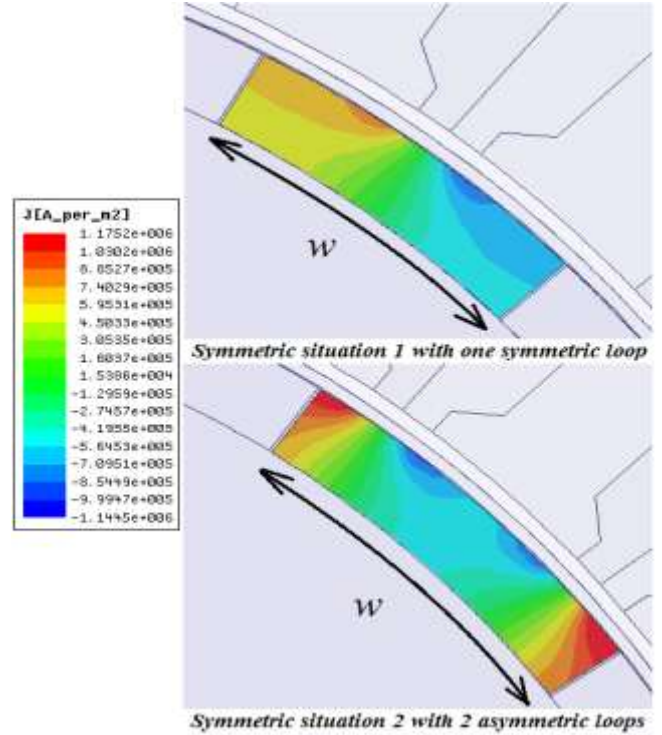 w
Symmetric situation 1 with one symmetric loop
J[A_per_m2]
1.1752e+006
1.0302e+006
8.8527e+005
7.4029e+005
5.9531e+005
4.5033e+005
3.0535e+005
1.6037e+005
1.5386e+004
-1.2959e+005
-2.7457e+005
-4.1955e+005
-5.6453e+005
-7.0951e+005
-8.5449e+005
-9.9947e+005
-1.1445e+006
w
Symmetric situation 2 with 2 asymmetric loops